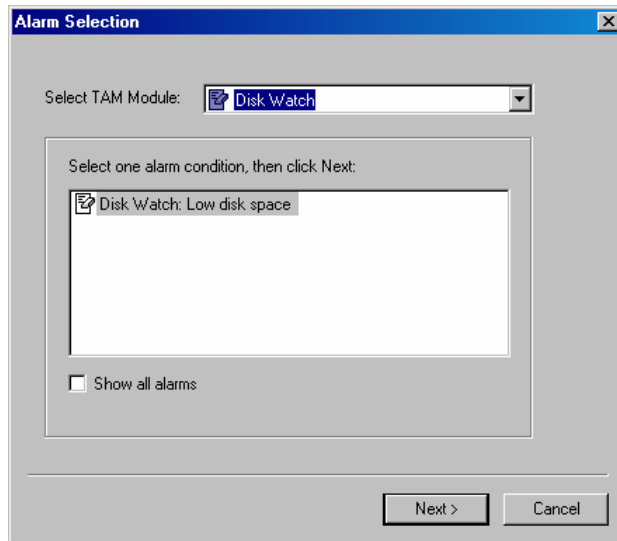 Alarm Selection
Select TAM Module: Disk Watch
Select one alarm condition, then click Next:
Disk Watch: Low disk space
Show all alarms
Next > Cancel